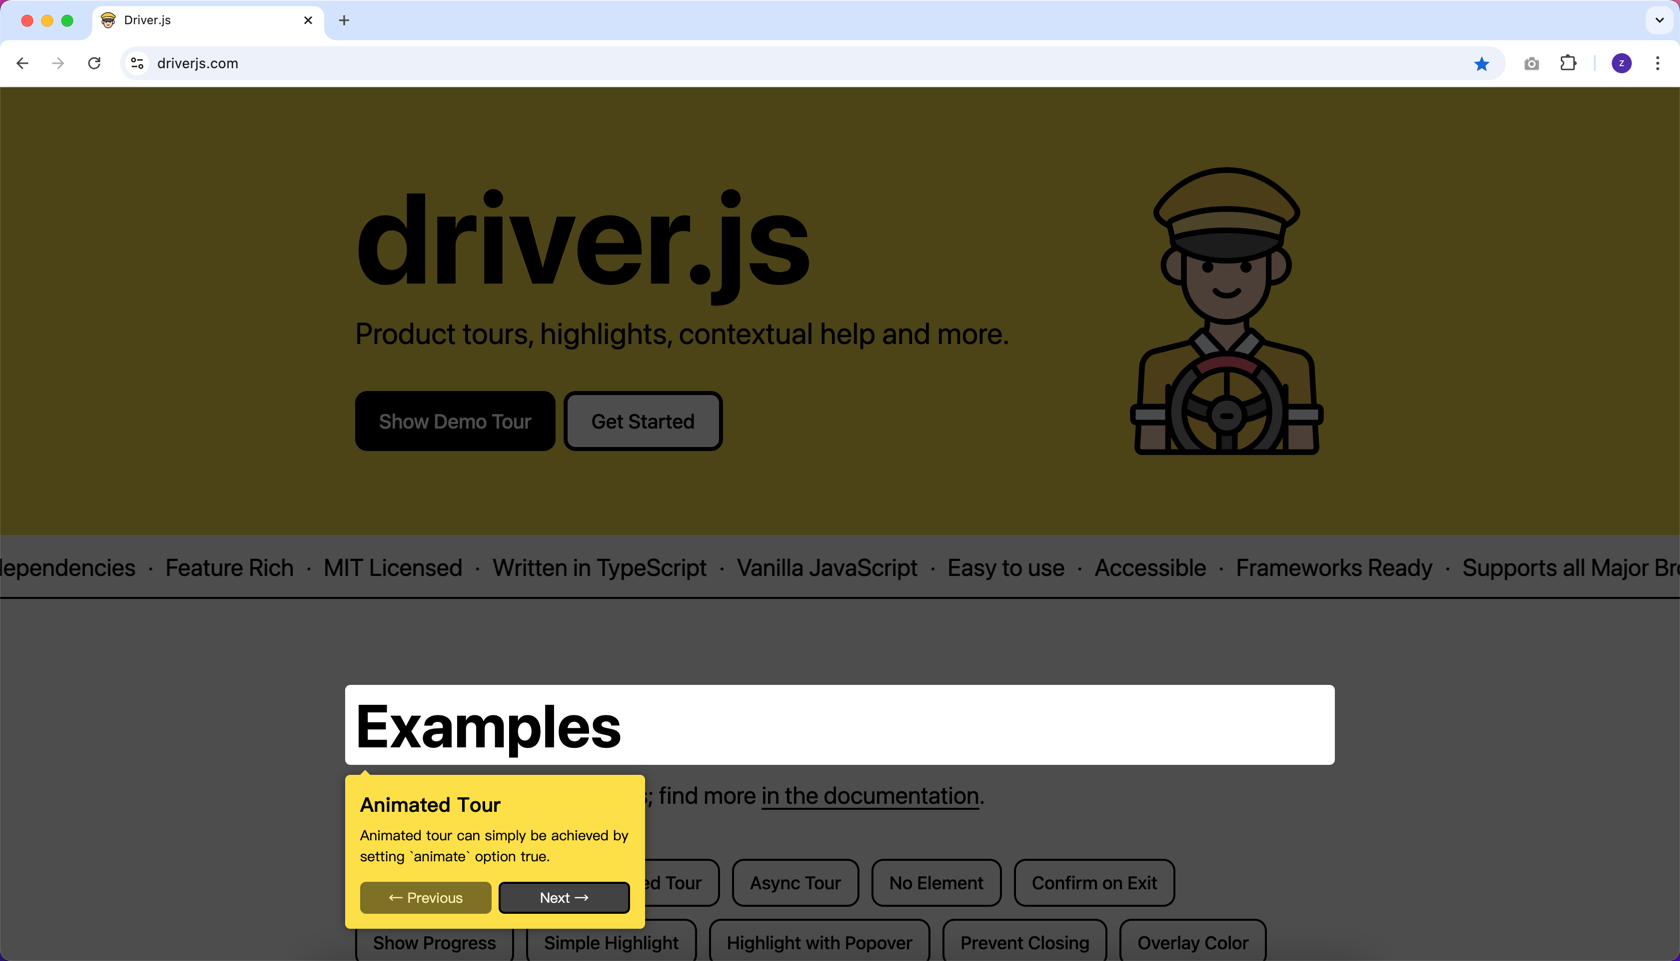 Driver.js
driverjs.com
z
driver.js
Product tours, highlights, contextual help and more.
Show Demo Tour
Get Started
dependencies · Feature Rich · MIT Licensed · Written in TypeScript · Vanilla JavaScript · Easy to use · Accessible · Frameworks Ready · Supports all Major
Examples
; find more in the documentation.
Animated Tour
Animated tour can simply be achieved by
setting `animate` option true.
← Previous
Next →
Tour
Async Tour
No Element
Confirm on Exit
Show Progress
Simple Highlight
Highlight with Popover
Prevent Closing
Overlay Color